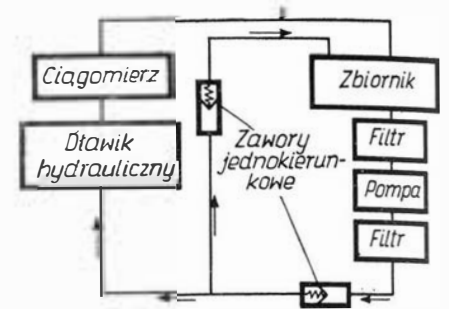 Ciągomierz
Dławik
hydrauliczny
Zawory
jednokierun-
kowe
Zbiornik
Filtr
Pompa
Filtr